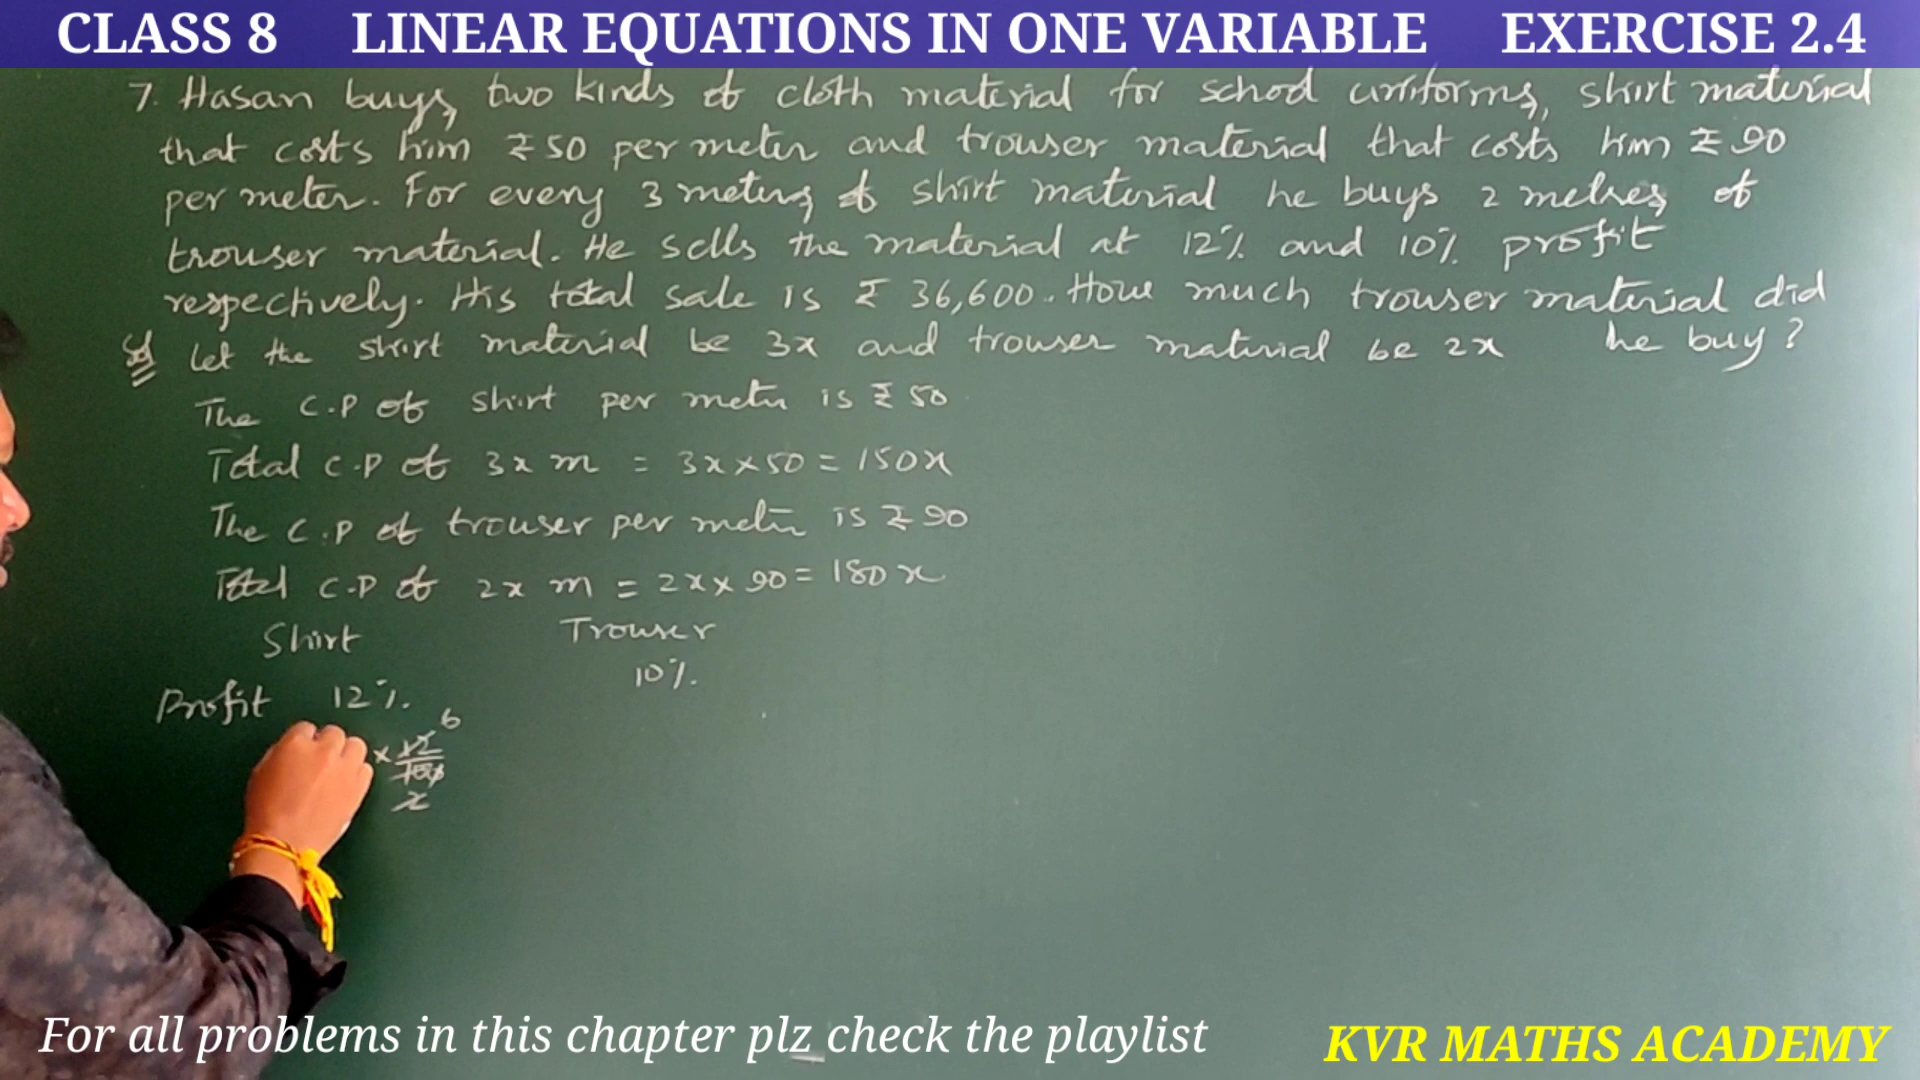 CLASS 8 LINEAR EQUATIONS IN ONE VARIABLE EXERCISE 2.4
7. Hasan buys two kinds of cloth material for school uniforms, shirt material
that costs him ₹50 per meter and trouser material that costs him ₹90
per meter. For every 3 meters of shirt material he buys 2 metres of
trouser material. He sells the material at 12% and 10% profit
respectively. His total sale is ₹ 36,600. How much trouser material did
he buy?
Sol Let the shirt material be 3x and trouser material be 2x
The C.P of shirt per meter is ₹50
Total C.P of 3x m = 3x×50 = 150x
The C.P of trouser per meter is ₹90
Total C.P of 2x m = 2x×90 = 180x
Shirt Trouser
Profit 12% 10%
6
× 12/100
For all problems in this chapter plz check the playlist
KVR MATHS ACADEMY